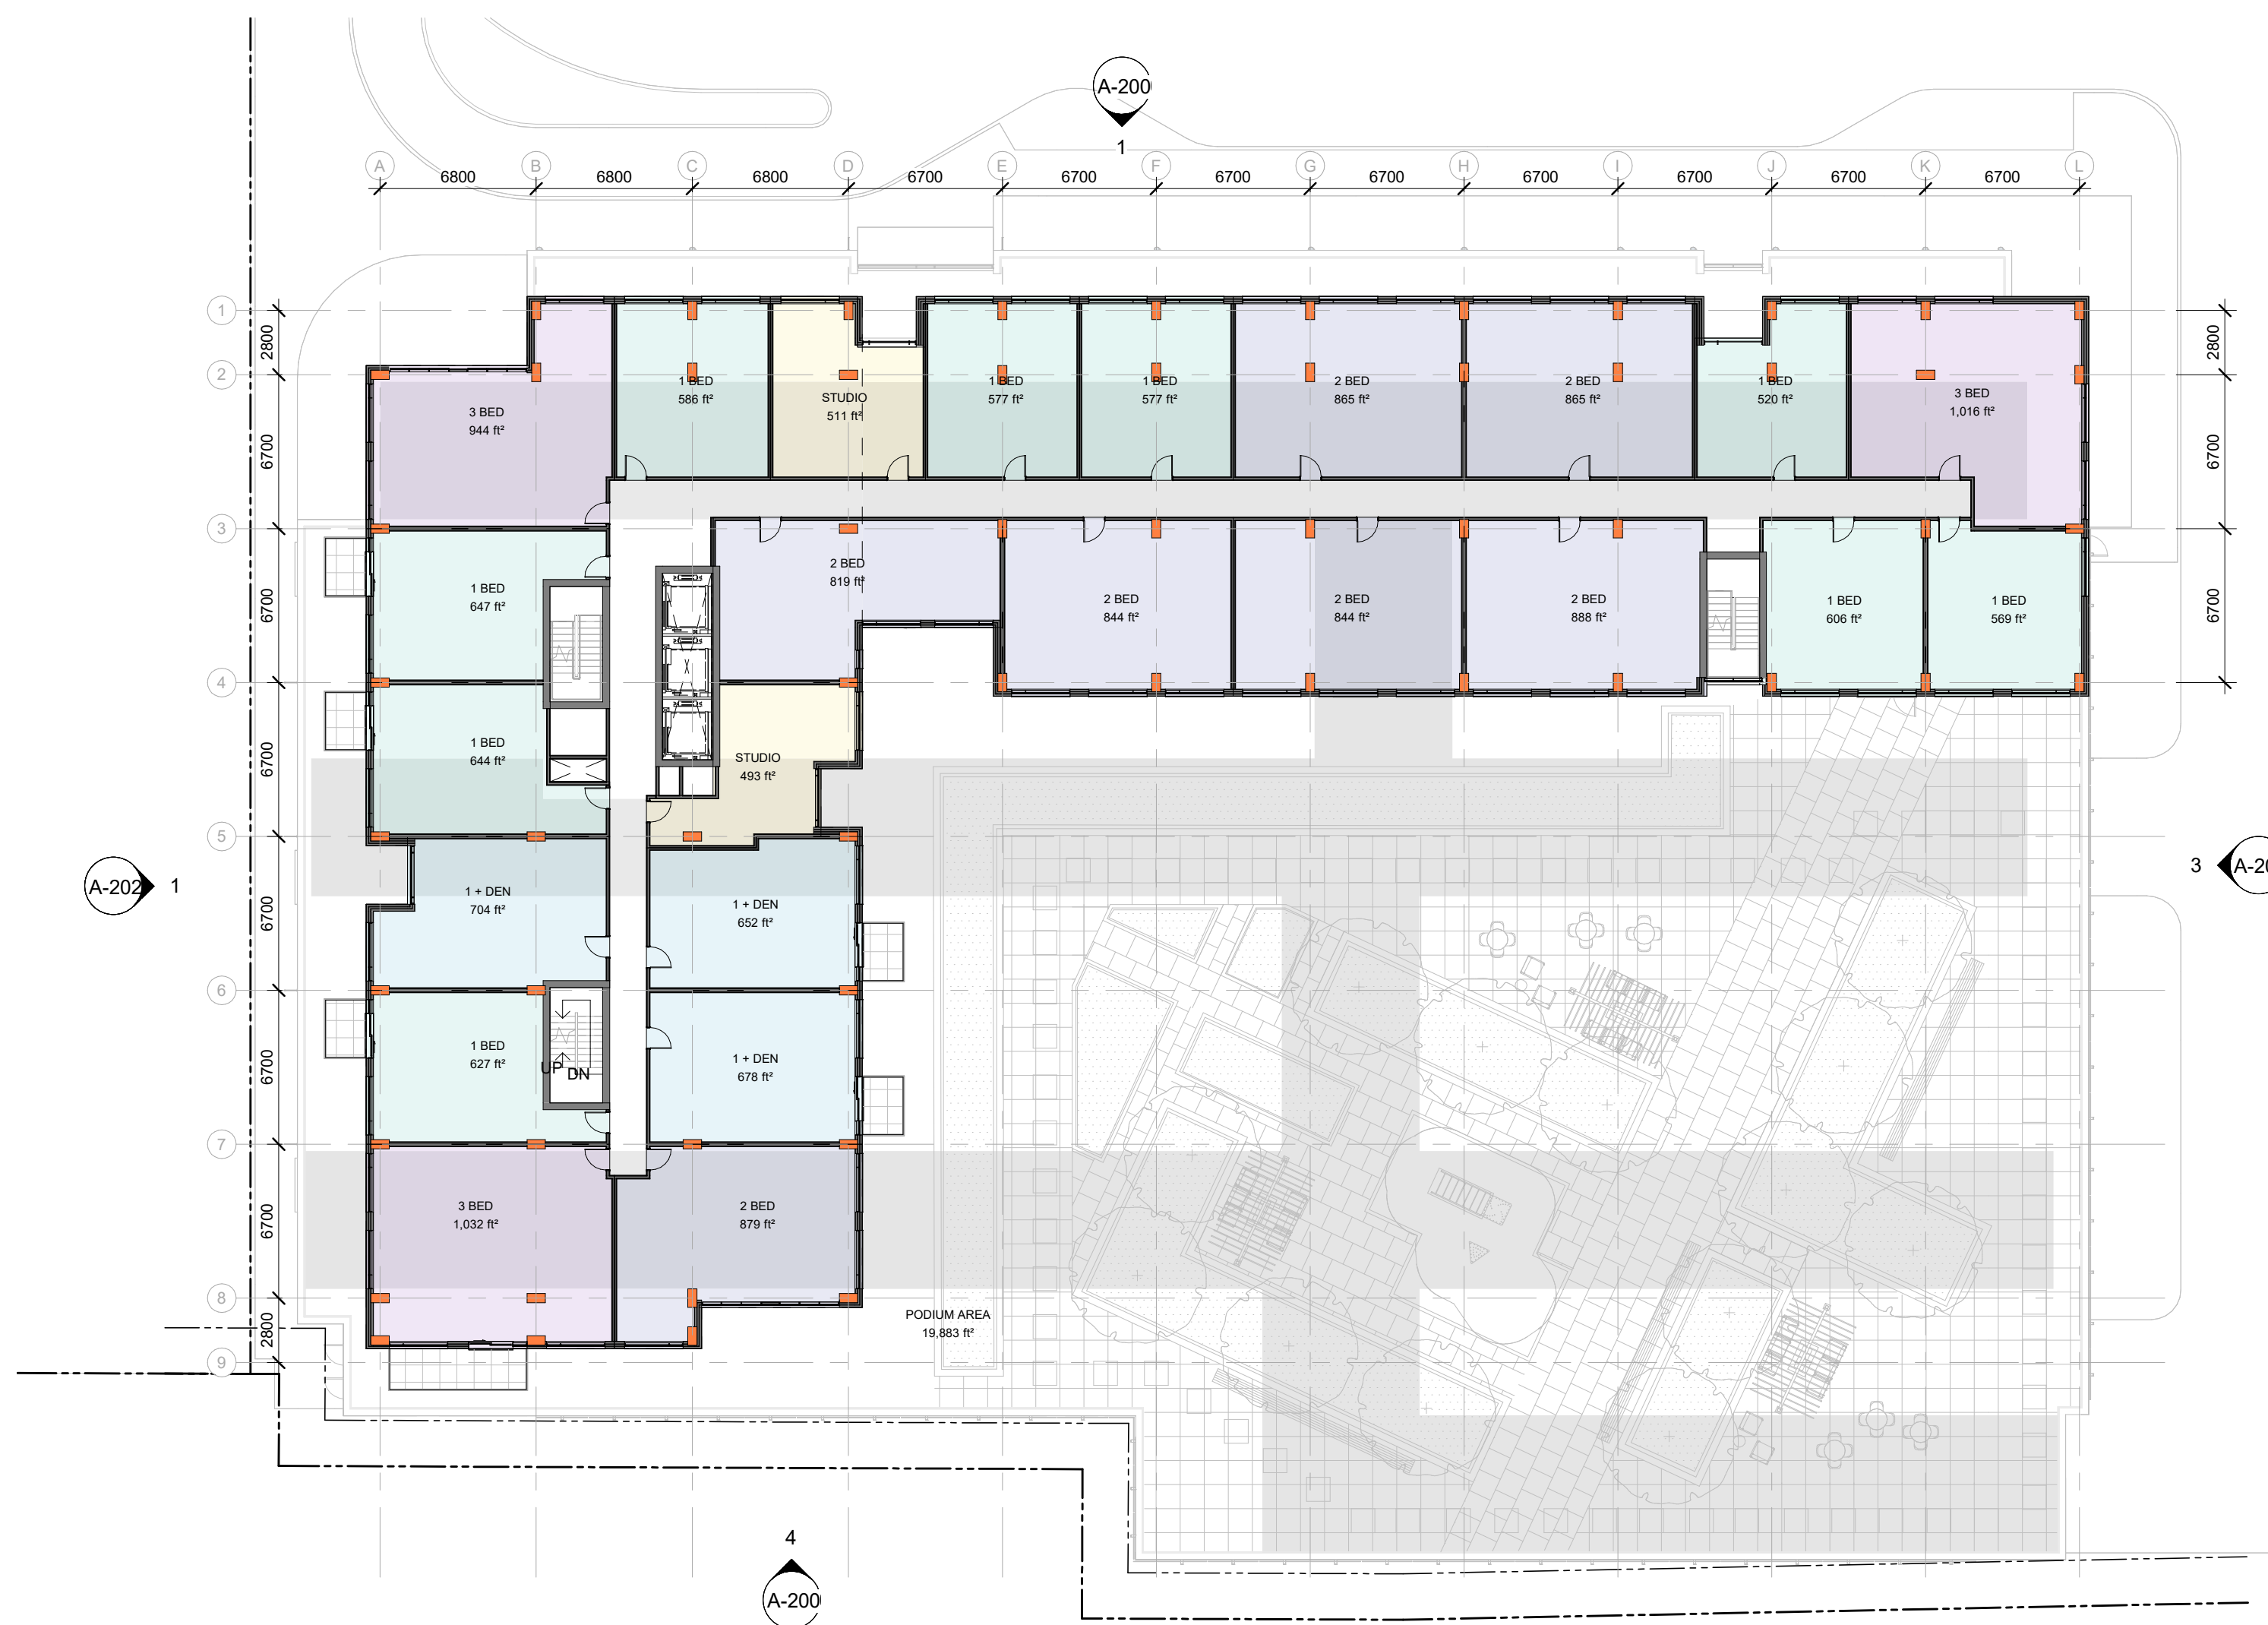 A-200
1
A
B
C
D
E
F
G
H
I
J
K
L
6800
6800
6800
6700
6700
6700
6700
6700
6700
6700
6700
1
2
3
4
5
6
7
8
9
2800
6700
6700
6700
6700
6700
6700
2800
2800
6700
6700
3 BED
944 ft²
1 BED
586 ft²
STUDIO
511 ft²
1 BED
577 ft²
1 BED
577 ft²
2 BED
865 ft²
2 BED
865 ft²
1 BED
520 ft²
3 BED
1,016 ft²
1 BED
647 ft²
2 BED
819 ft²
2 BED
844 ft²
2 BED
844 ft²
2 BED
888 ft²
1 BED
606 ft²
1 BED
569 ft²
1 BED
644 ft²
STUDIO
493 ft²
A-202
1
3
1 + DEN
704 ft²
1 + DEN
652 ft²
1 BED
627 ft²
UP
DN
1 + DEN
678 ft²
3 BED
1,032 ft²
2 BED
879 ft²
PODIUM AREA
19,883 ft²
4
A-200